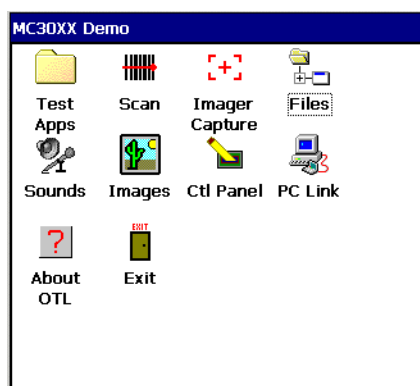 MC30XX Demo
Test Apps
Scan
Imager Capture
Files
Sounds
Images
Ctl Panel
PC Link
EXIT
About OTL
Exit